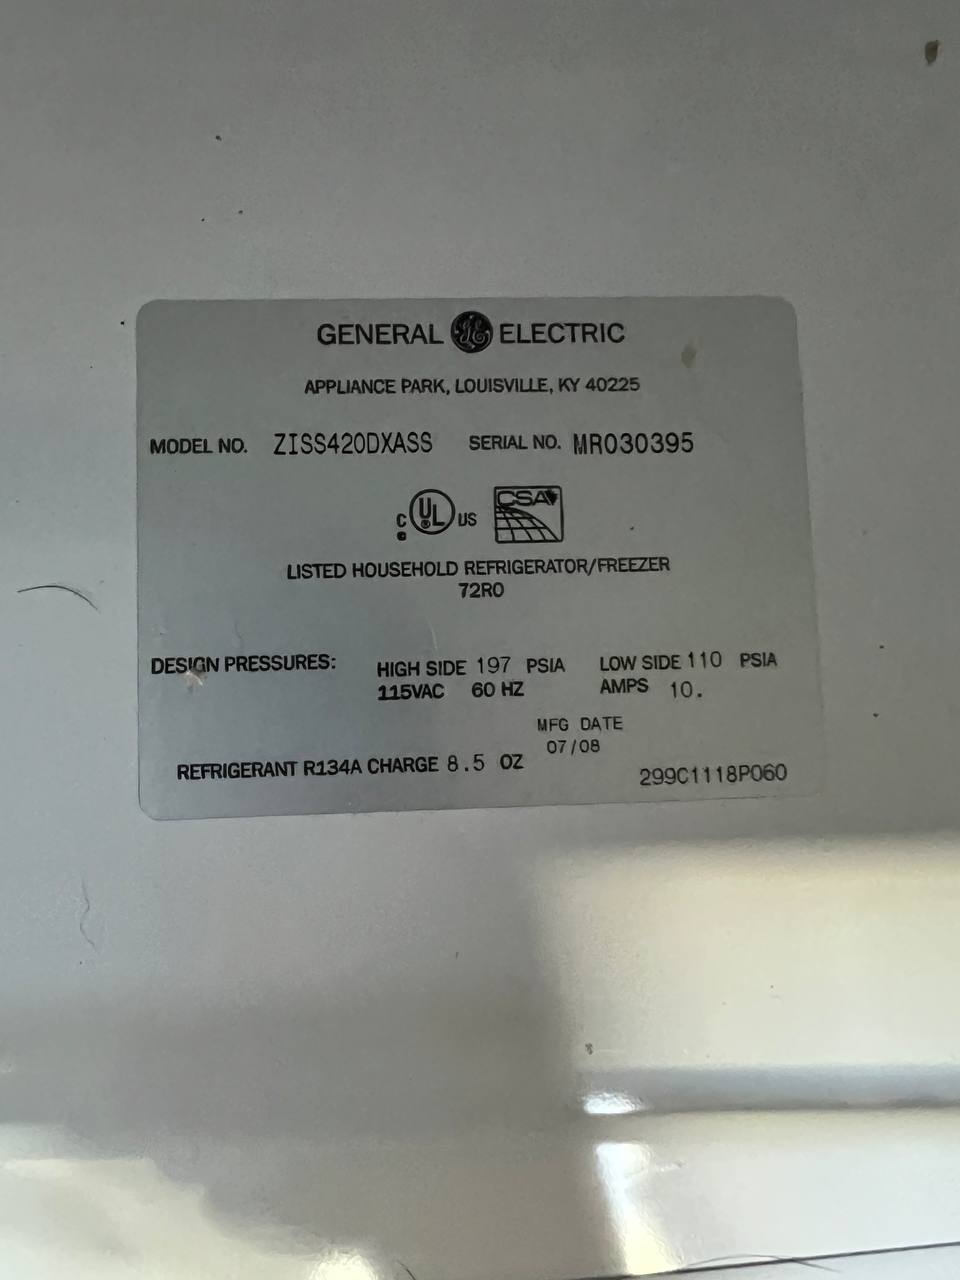 GENERAL GE ELECTRIC
APPLIANCE PARK, LOUISVILLE, KY 40225
MODEL NO. ZISS420DXASS SERIAL NO. MR030395
C UL® US CSA
LISTED HOUSEHOLD REFRIGERATOR/FREEZER
72R0
DESIGN PRESSURES: HIGH SIDE 197 PSIA LOW SIDE 110 PSIA
115VAC 60 HZ AMPS 10.
MFG DATE
07/08
REFRIGERANT R134A CHARGE 8.5 OZ
299C1118P060